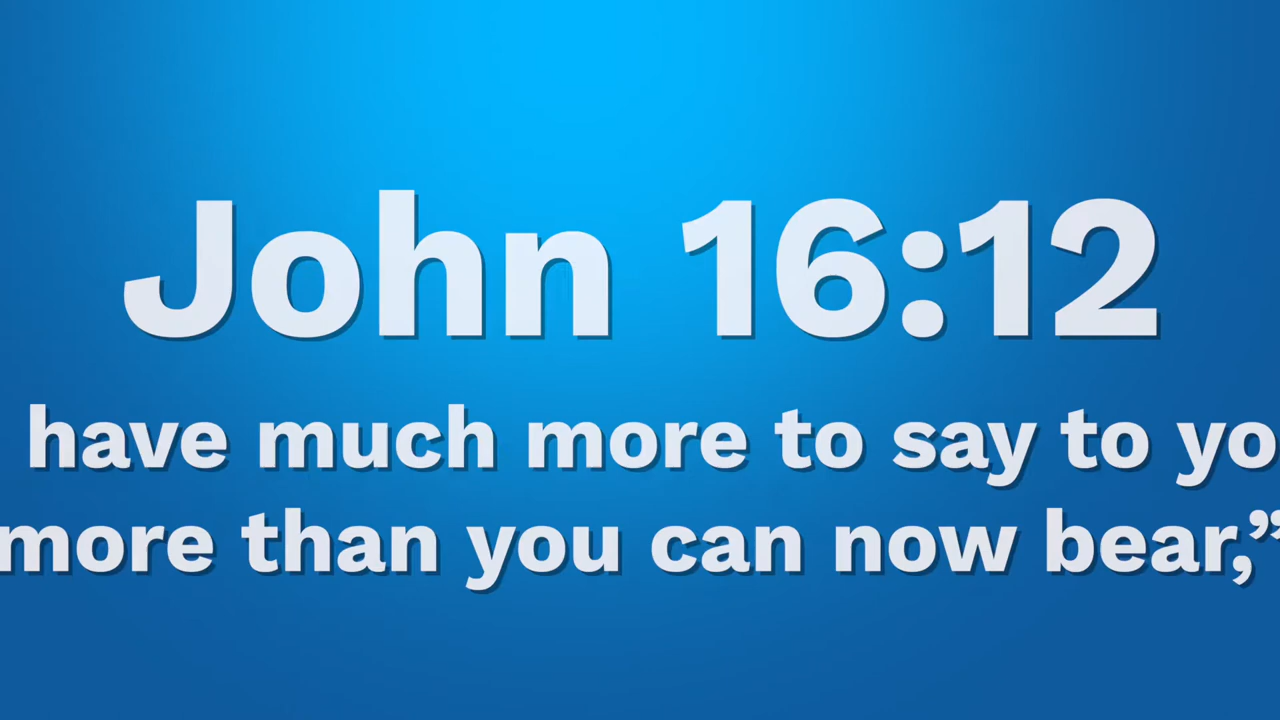 John 16:12
have much more to say to yo
more than you can now bear,”